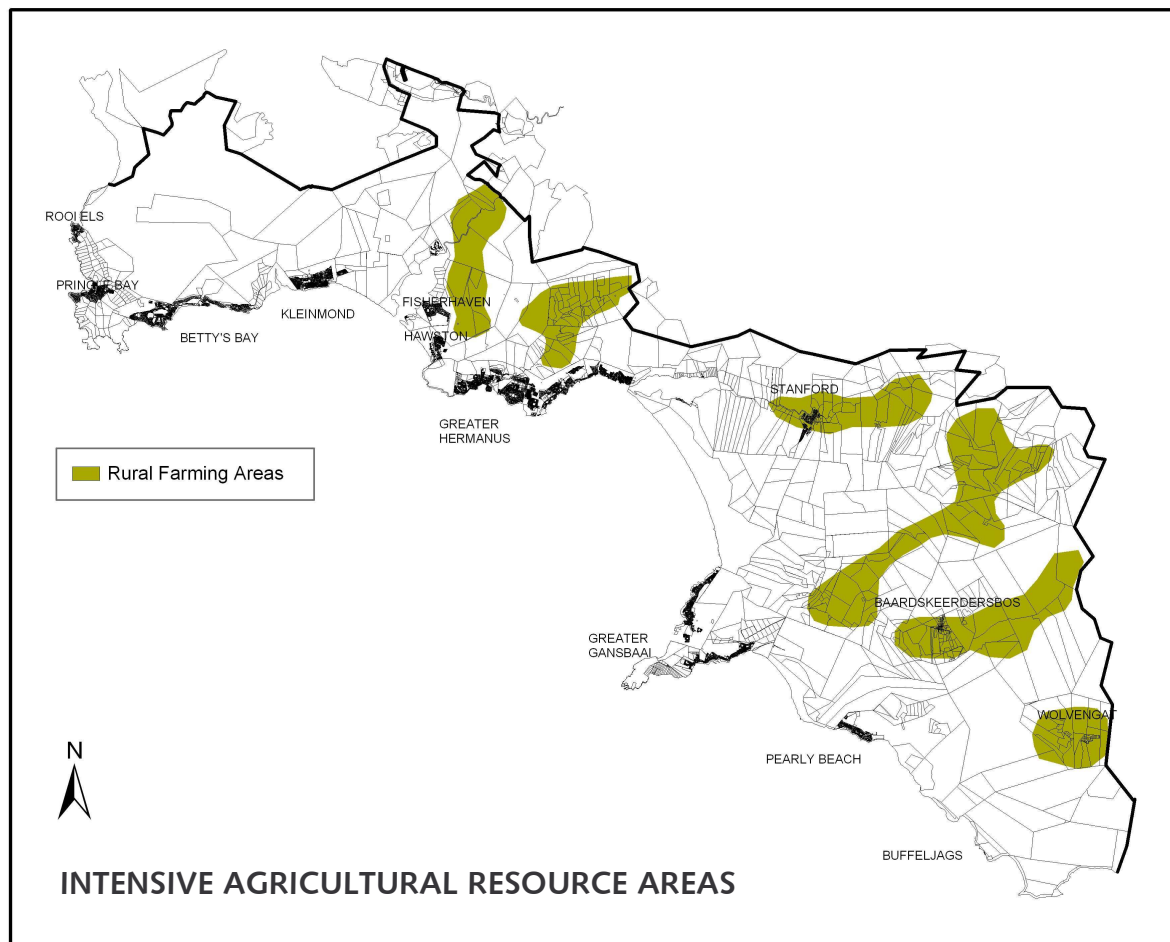 ROOI ELS
PRINGLE BAY
BETTY'S BAY
KLEINMOND
FISHERHAVEN
HAWSTON
GREATER
HERMANUS
STANFORD
Rural Farming Areas
BAARDSKEERDERSBOS
GREATER
GANSBAAI
WOLVENGAT
PEARLY BEACH
N
BUFFELJAGS
INTENSIVE AGRICULTURAL RESOURCE AREAS